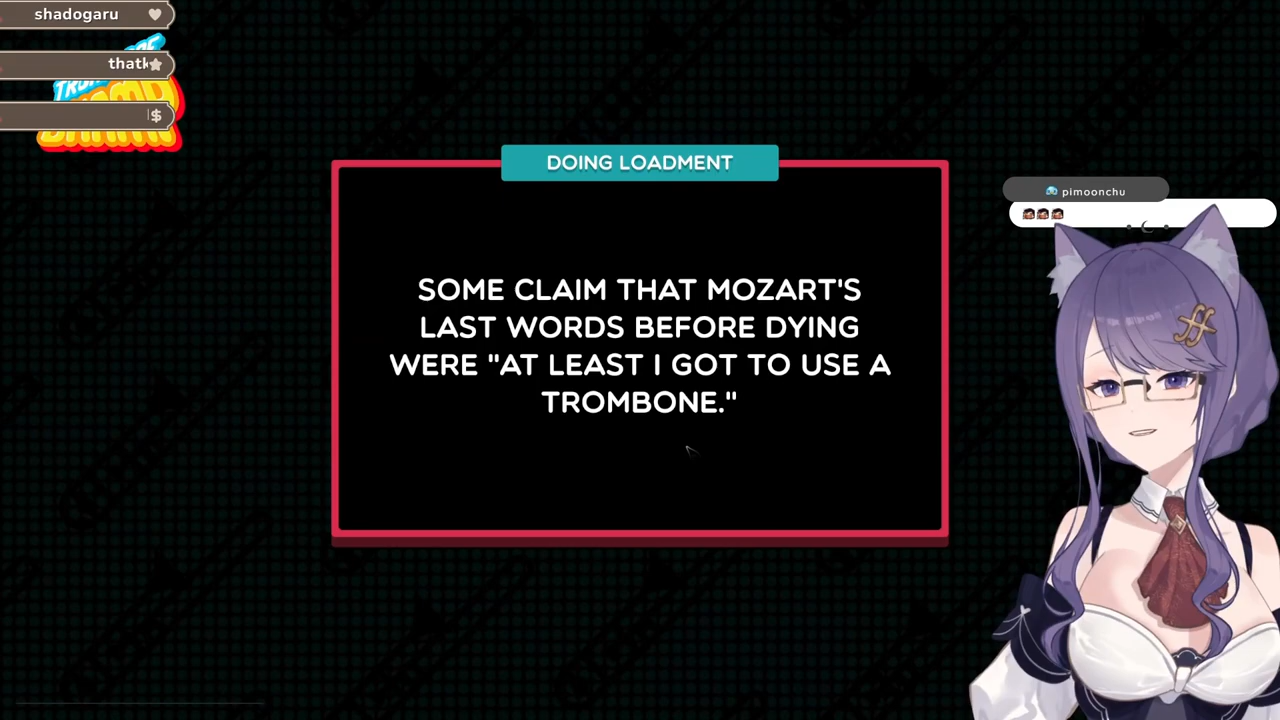 shadogaru
thatk
$
DOING LOADMENT
SOME CLAIM THAT MOZART'S
LAST WORDS BEFORE DYING
WERE "AT LEAST I GOT TO USE A
TROMBONE."
pimoonchu